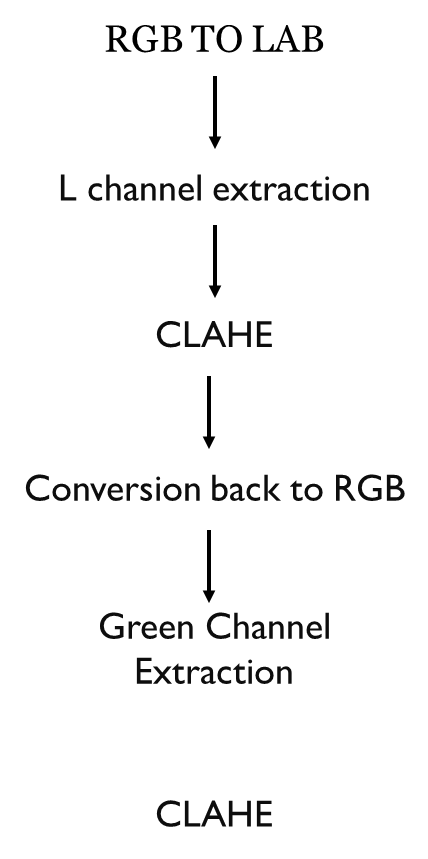 RGB TO LAB
L channel extraction
CLAHE
Conversion back to RGB
Green Channel
Extraction
CLAHE